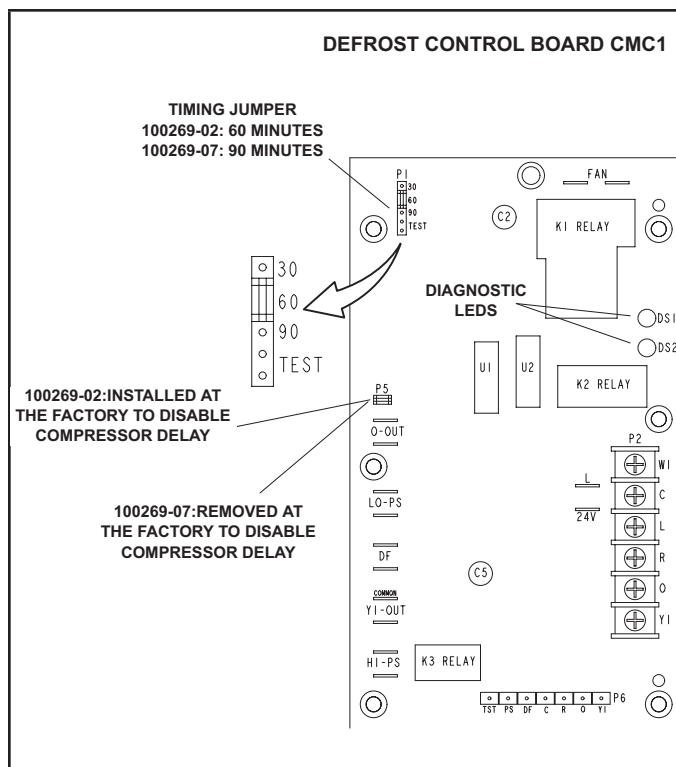 DEFROST CONTROL BOARD CMC1
TIMING JUMPER
100269-02: 60 MINUTES
100269-07: 90 MINUTES
P1
30
60
90
TEST
FAN
C2
K1 RELAY
30
60
90
TEST
DIAGNOSTIC
LEDS
DS1
DS2
U1
U2
K2 RELAY
100269-02:INSTALLED AT
THE FACTORY TO DISABLE
COMPRESSOR DELAY
P5
O-OUT
P2
W1
C
L
R
O
Y1
L
24V
LO-PS
100269-07:REMOVED AT
THE FACTORY TO DISABLE
COMPRESSOR DELAY
DF
C5
COMMON
Y1-OUT
HI-PS
K3 RELAY
P6
TST PS DF C R O Y1